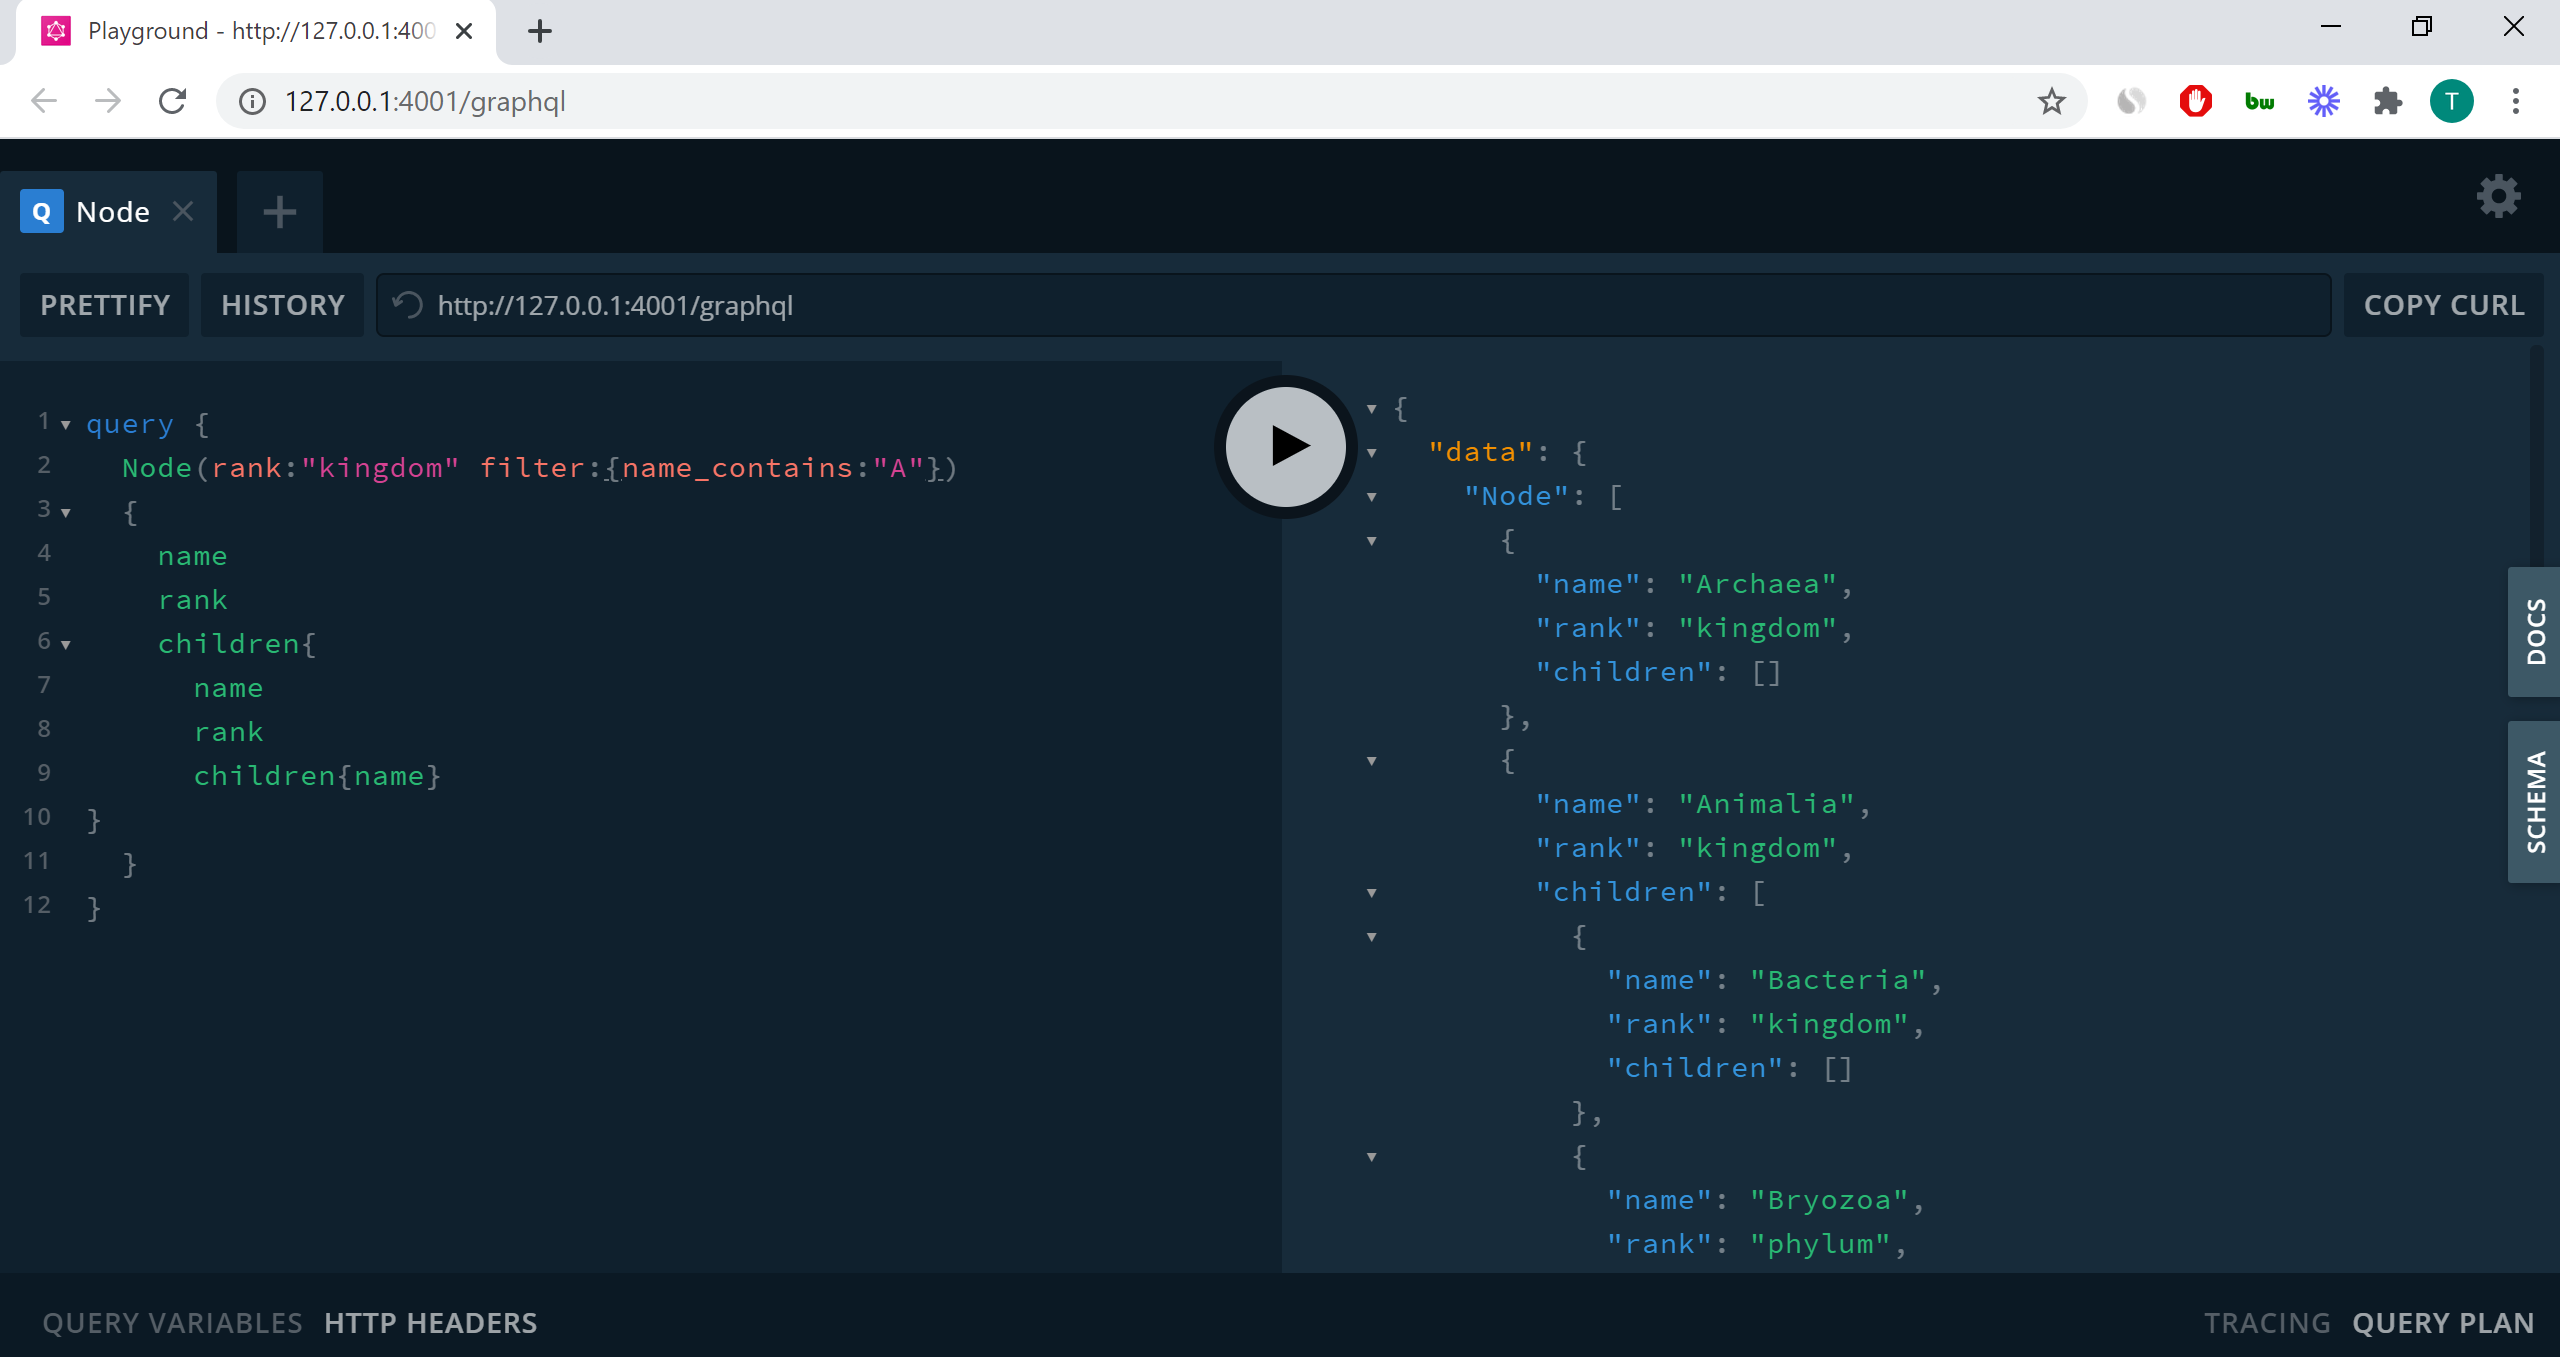 Playground - http://127.0.0.1:400
127.0.0.1:4001/graphql
bw
T
Q Node
PRETTIFY HISTORY http://127.0.0.1:4001/graphql COPY CURL
1 query {
2 Node(rank:"kingdom" filter:{name_contains:"A"})
3 {
4 name
5 rank
6 children{
7 name
8 rank
9 children{name}
10 }
11 }
12 }
{
"data": {
"Node": [
{
"name": "Archaea",
"rank": "kingdom",
"children": []
},
{
"name": "Animalia",
"rank": "kingdom",
"children": [
{
"name": "Bacteria",
"rank": "kingdom",
"children": []
},
{
"name": "Bryozoa",
"rank": "phylum",
DOCS
SCHEMA
QUERY VARIABLES HTTP HEADERS
TRACING QUERY PLAN